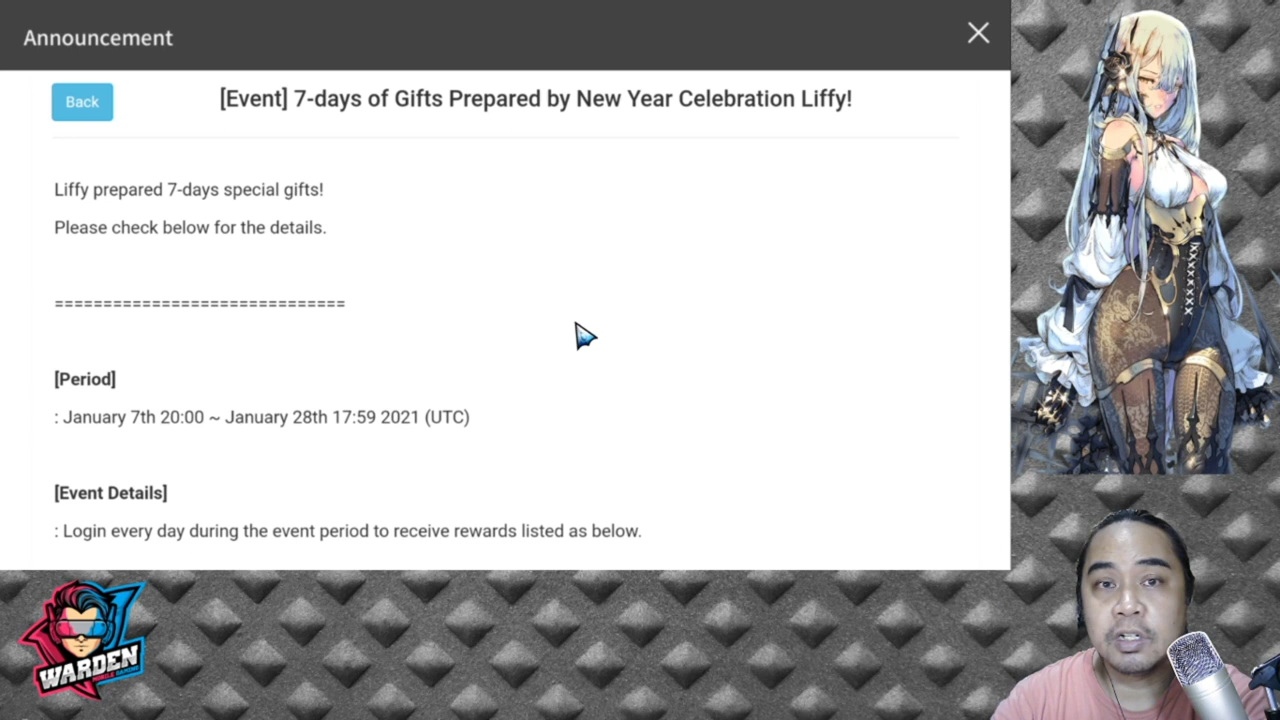 Announcement
Back
[Event] 7-days of Gifts Prepared by New Year Celebration Liffy!
Liffy prepared 7-days special gifts!
Please check below for the details.
==============================
[Period]
: January 7th 20:00 ~ January 28th 17:59 2021 (UTC)
[Event Details]
: Login every day during the event period to receive rewards listed as below.
WARDEN
MOBILE GAMING